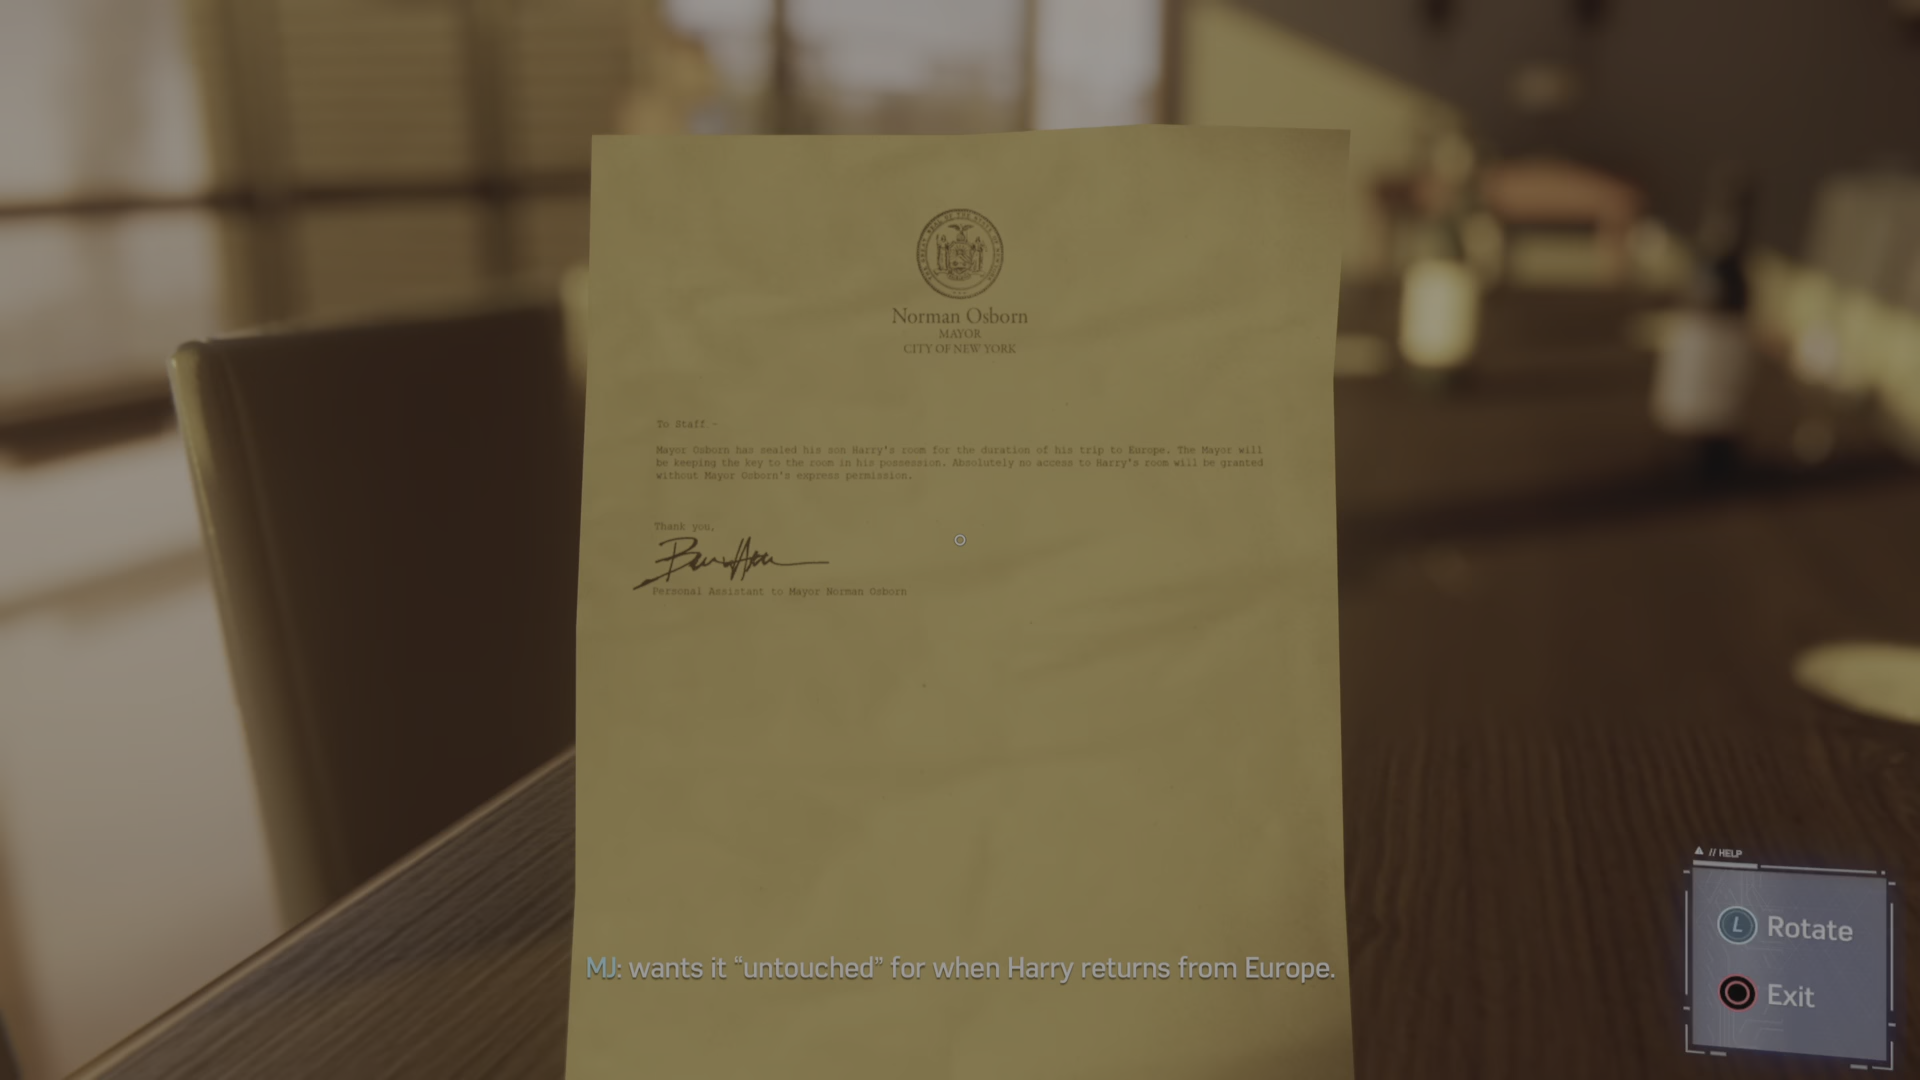 Norman Osborn
MAYOR
CITY OF NEW YORK
To Staff -
Mayor Osborn has sealed his son Harry's room for the duration of his trip to Europe. The Mayor will
be keeping the key to the room in his possession. Absolutely no access to Harry's room will be granted
without Mayor Osborn's express permission.
Thank you,
Personal Assistant to Mayor Norman Osborn
MJ: wants it “untouched” for when Harry returns from Europe.
// HELP
L Rotate
Exit